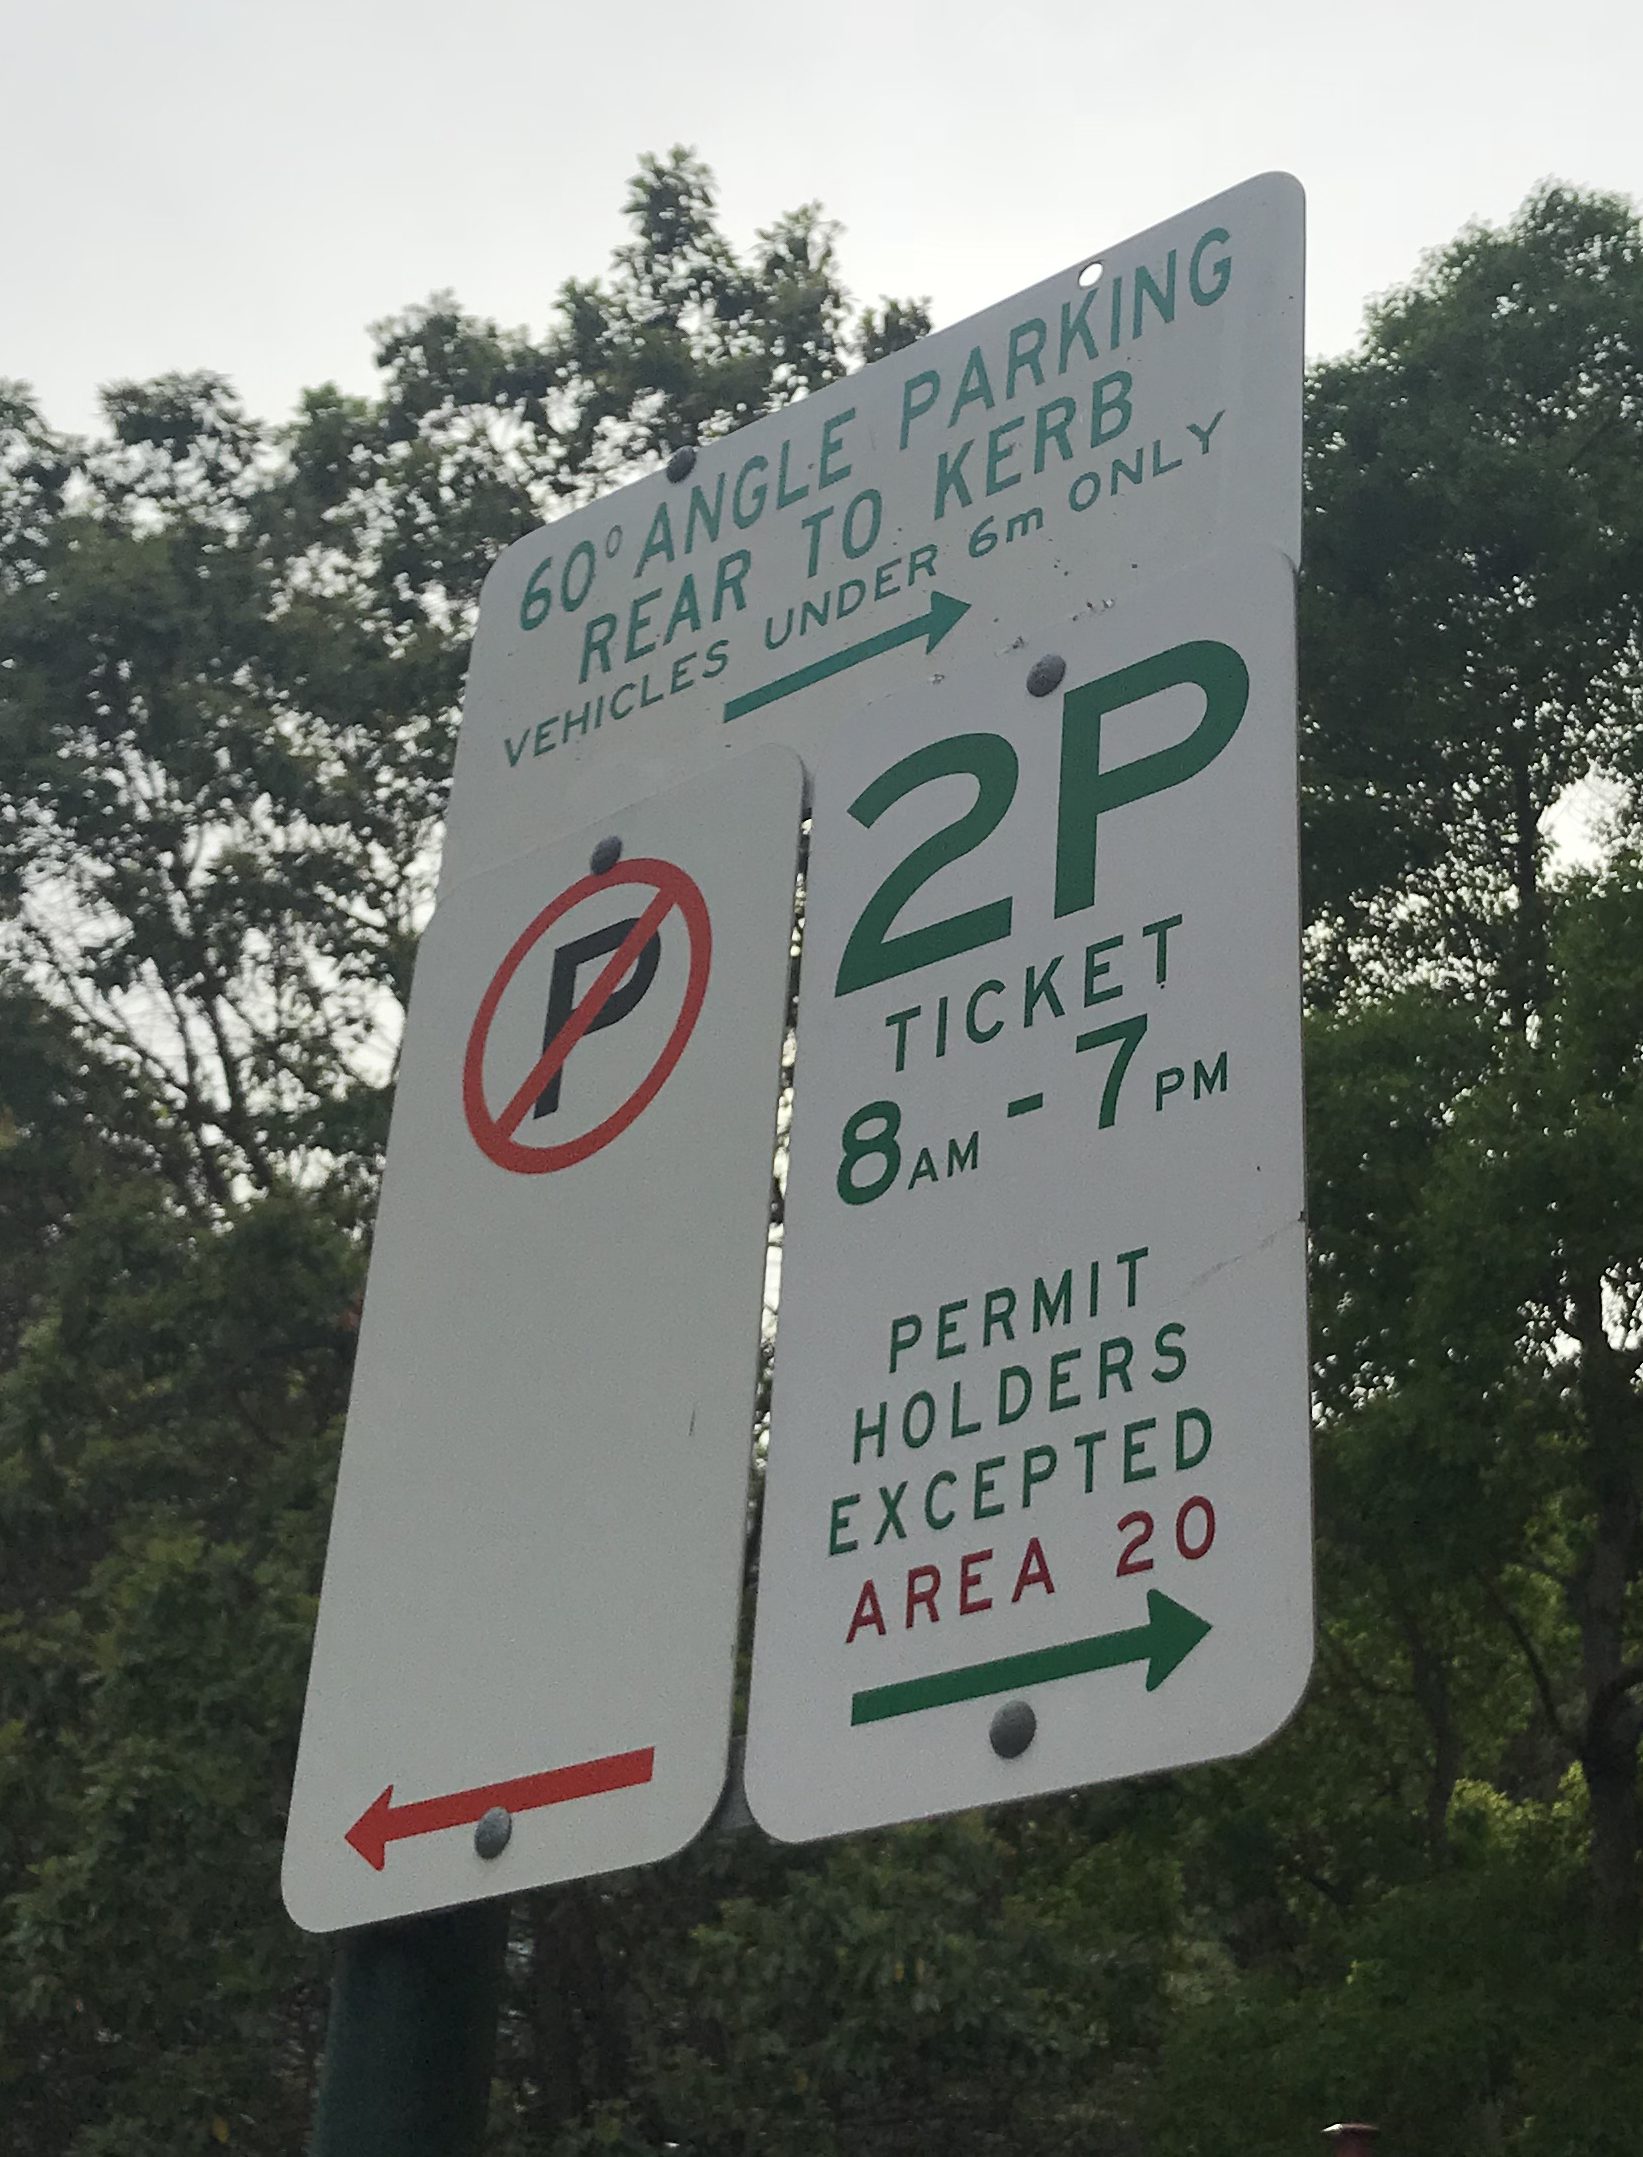 60° ANGLE PARKING
REAR TO KERB
VEHICLES UNDER 6m ONLY
P
2P
TICKET
8AM - 7PM
PERMIT
HOLDERS
EXCEPTED
AREA 20